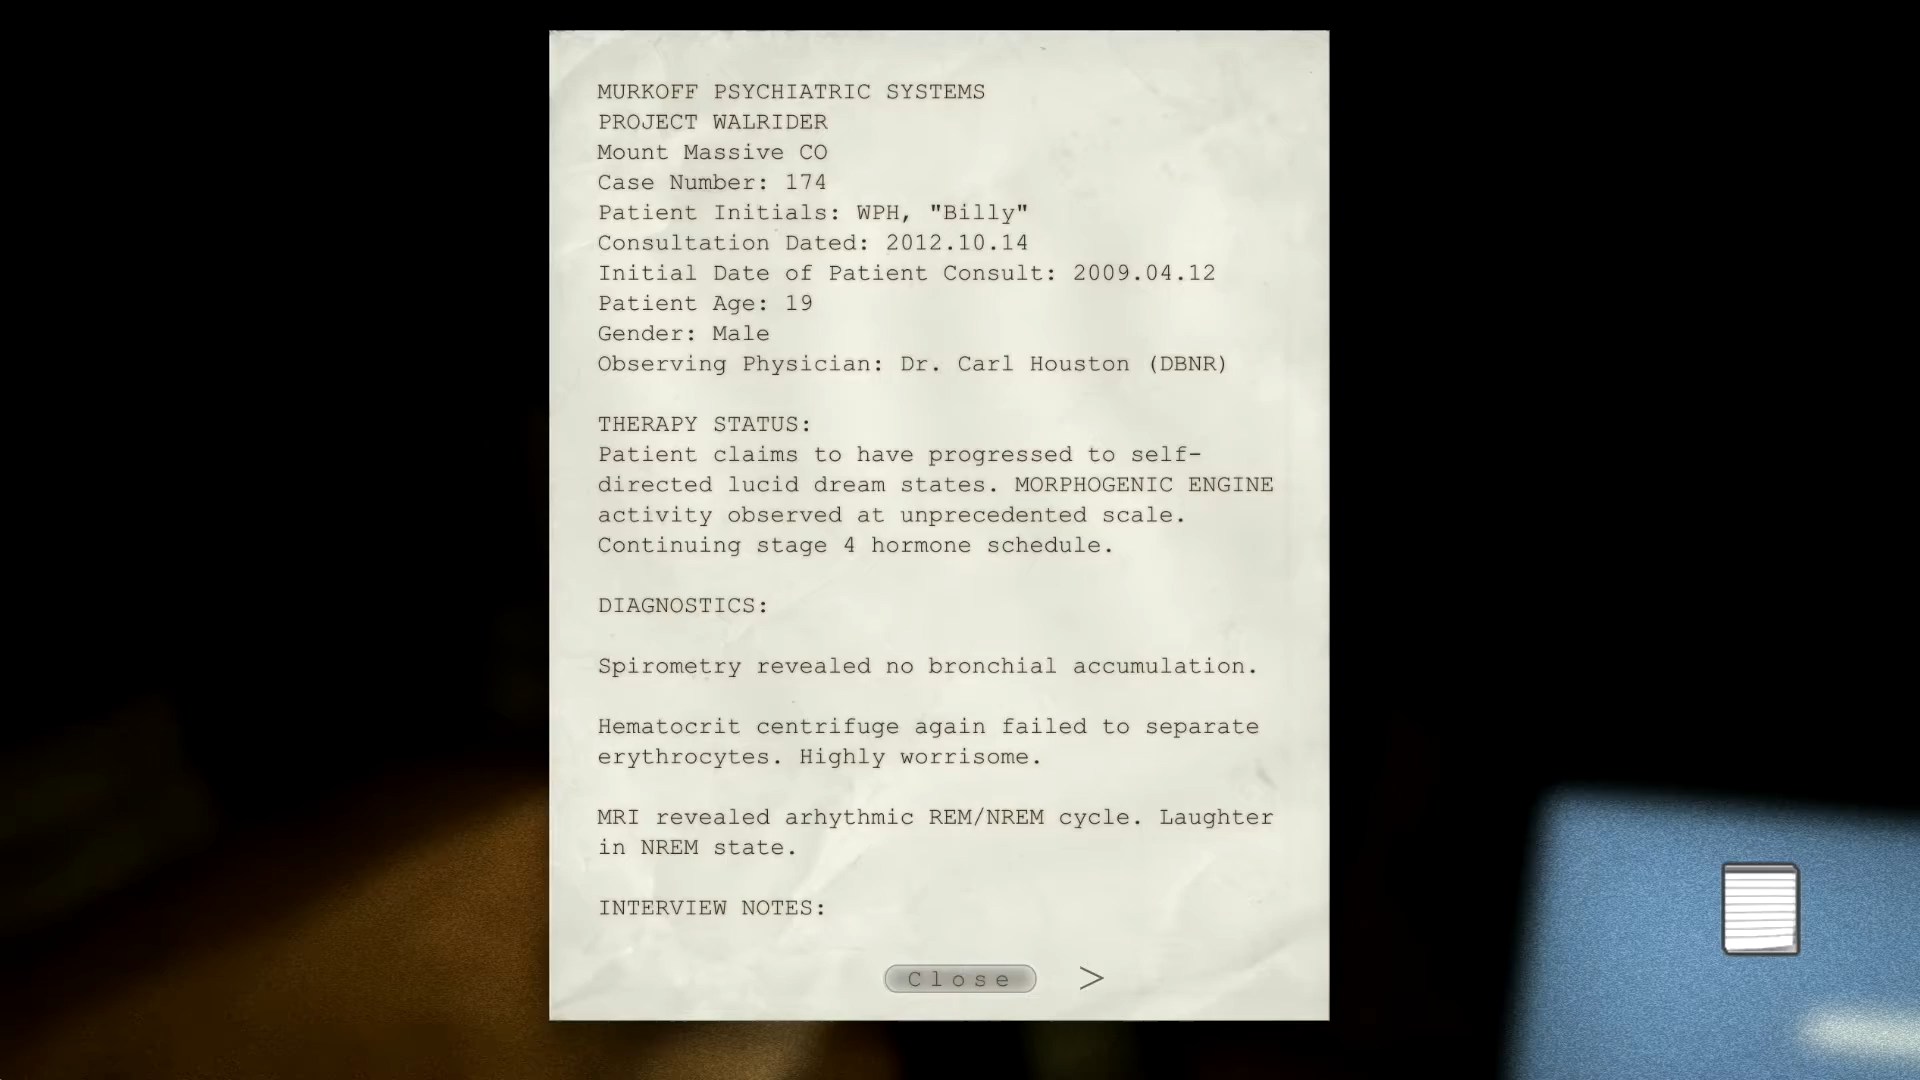 MURKOFF PSYCHIATRIC SYSTEMS
PROJECT WALRIDER
Mount Massive CO
Case Number: 174
Patient Initials: WPH, "Billy"
Consultation Dated: 2012.10.14
Initial Date of Patient Consult: 2009.04.12
Patient Age: 19
Gender: Male
Observing Physician: Dr. Carl Houston (DBNR)
THERAPY STATUS:
Patient claims to have progressed to self-
directed lucid dream states. MORPHOGENIC ENGINE
activity observed at unprecedented scale.
Continuing stage 4 hormone schedule.
DIAGNOSTICS:
Spirometry revealed no bronchial accumulation.
Hematocrit centrifuge again failed to separate
erythrocytes. Highly worrisome.
MRI revealed arhythmic REM/NREM cycle. Laughter
in NREM state.
INTERVIEW NOTES:
Close >